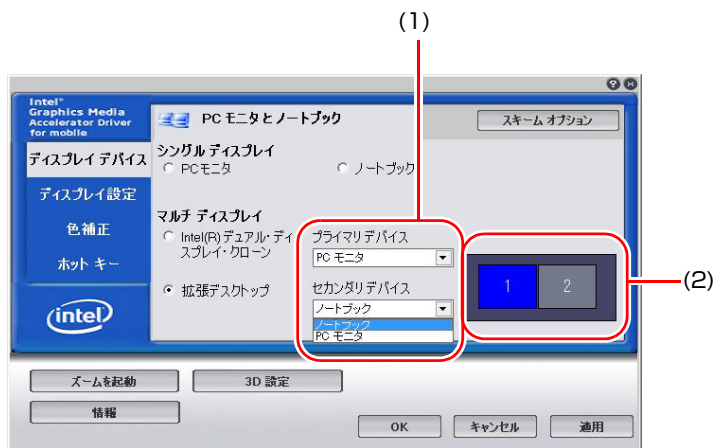 (1)
Intel®
Graphics Media
Accelerator Driver
for mobile
PC モニタとノートブック
スキーム オプション
ディスプレイ デバイス
シングル ディスプレイ
PCモニタ
ノートブック
ディスプレイ設定
色補正
ホット キー
マルチ ディスプレイ
Intel(R) デュアル・ディ
スプレイ・クローン
プライマリ デバイス
PC モニタ
拡張デスクトップ
セカンダリ デバイス
ノートブック
ノートブック
PC モニタ
1
2
(2)
intel
ズームを起動
3D 設定
情報
OK
キャンセル
適用